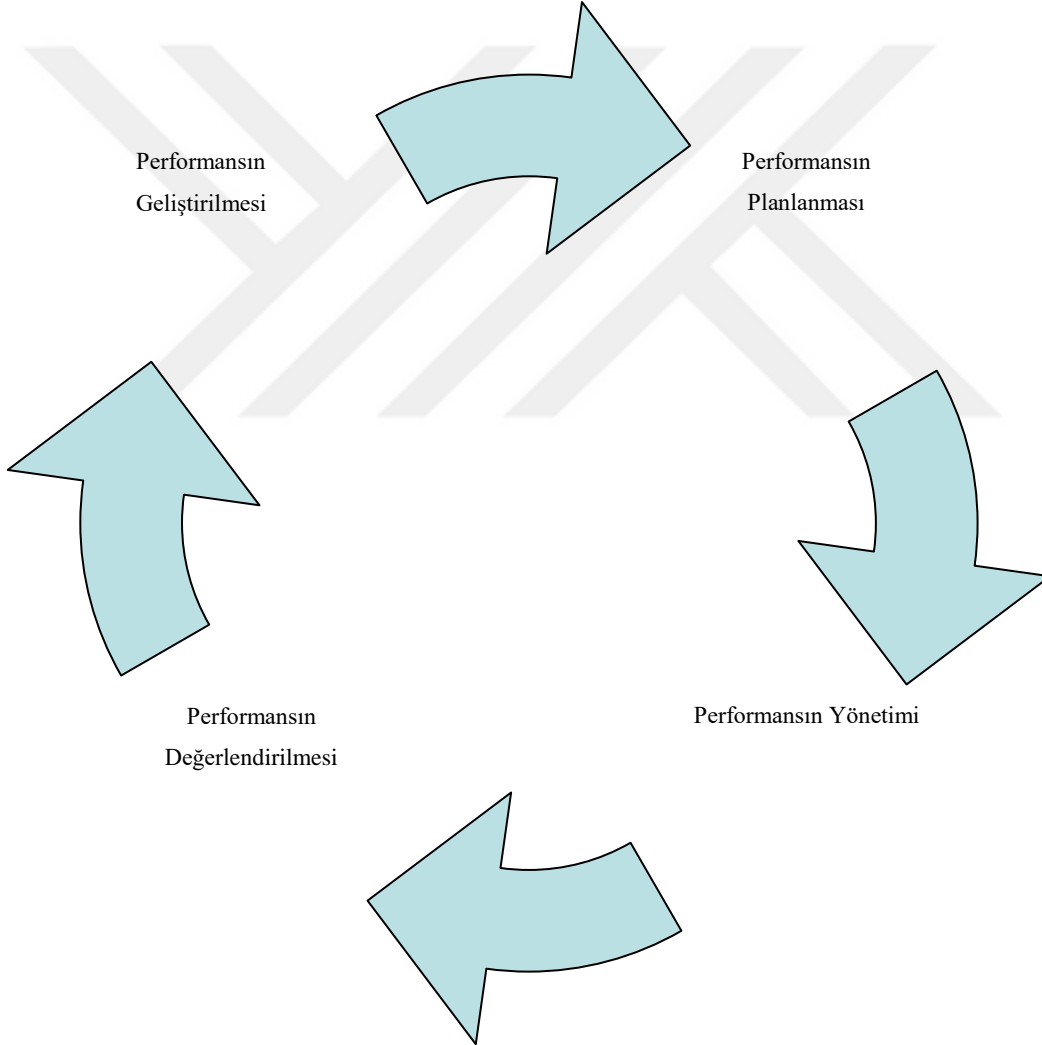 Performansın
Geliştirilmesi
Performansın
Planlanması
Performansın
Değerlendirilmesi
Performansın Yönetimi